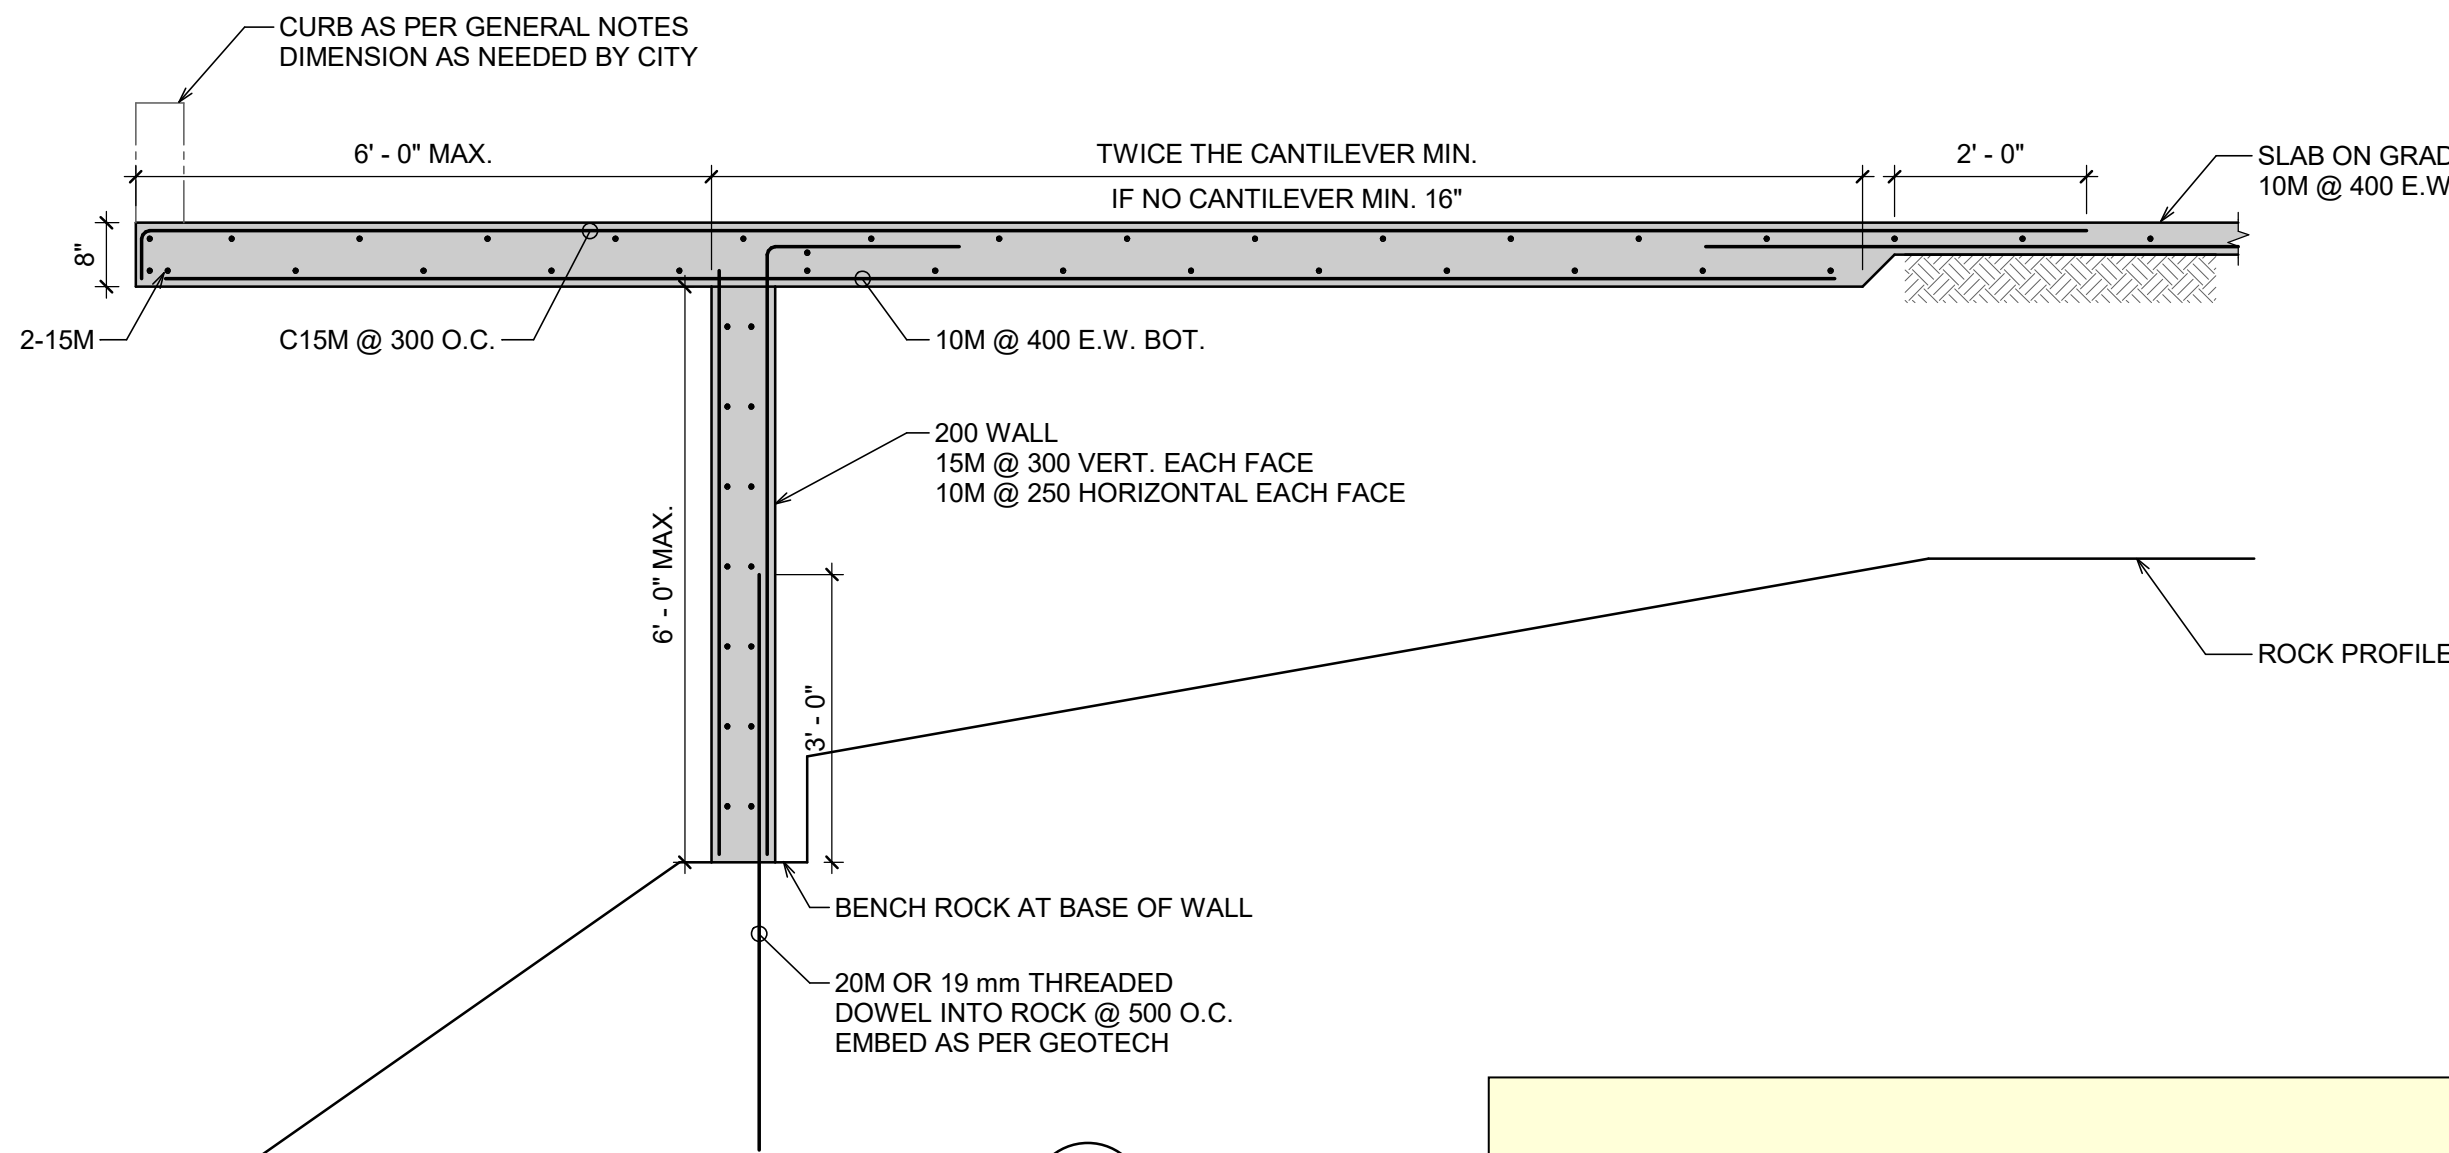 CURB AS PER GENERAL NOTES
DIMENSION AS NEEDED BY CITY
6' - 0" MAX.
TWICE THE CANTILEVER MIN.
IF NO CANTILEVER MIN. 16"
2' - 0"
SLAB ON GRAD
10M @ 400 E.W
8"
2-15M
C15M @ 300 O.C.
10M @ 400 E.W. BOT.
200 WALL
15M @ 300 VERT. EACH FACE
10M @ 250 HORIZONTAL EACH FACE
6' - 0" MAX.
3' - 0"
ROCK PROFILE
BENCH ROCK AT BASE OF WALL
20M OR 19 mm THREADED
DOWEL INTO ROCK @ 500 O.C.
EMBED AS PER GEOTECH